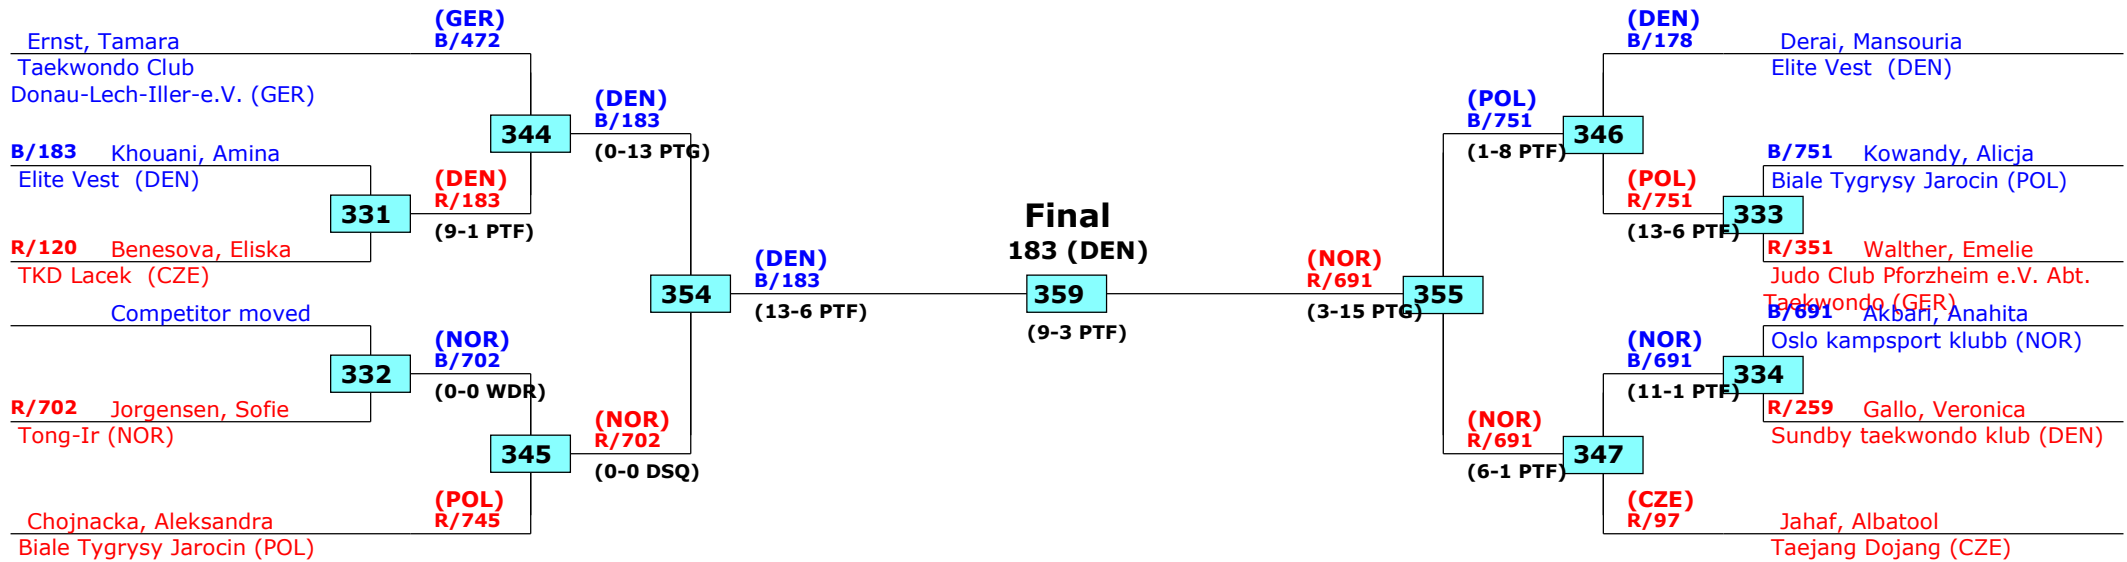 (GER)
B/472
Ernst, Tamara
Taekwondo Club
Donau-Lech-Iller-e.V. (GER)
344
(DEN)
B/183
(0-13 PTG)
B/183 Khouani, Amina
Elite Vest (DEN)
331
(DEN)
R/183
(9-1 PTF)
R/120 Benesova, Eliska
TKD Lacek (CZE)
354
(DEN)
B/183
(13-6 PTF)
Competitor moved
332
(NOR)
B/702
(0-0 WDR)
R/702 Jorgensen, Sofie
Tong-Ir (NOR)
345
(NOR)
R/702
(0-0 DSQ)
(POL)
R/745
Chojnacka, Aleksandra
Biale Tygrysy Jarocin (POL)
Final
183 (DEN)
359
(9-3 PTF)
(DEN)
B/178
Derai, Mansouria
Elite Vest (DEN)
(POL)
B/751
(1-8 PTF)
346
B/751 Kowandy, Alicja
Biale Tygrysy Jarocin (POL)
(POL)
R/751
(13-6 PTF)
333
R/351 Walther, Emelie
Judo Club Pforzheim e.V. Abt.
Taekwondo (GER)
(NOR)
R/691
(3-15 PTG)
355
B/691 Akbari, Anahita
Oslo kampsport klubb (NOR)
(NOR)
B/691
(11-1 PTF)
334
R/259 Gallo, Veronica
Sundby taekwondo klub (DEN)
(NOR)
R/691
(6-1 PTF)
347
(CZE)
R/97
Jahaf, Albatool
Taejang Dojang (CZE)